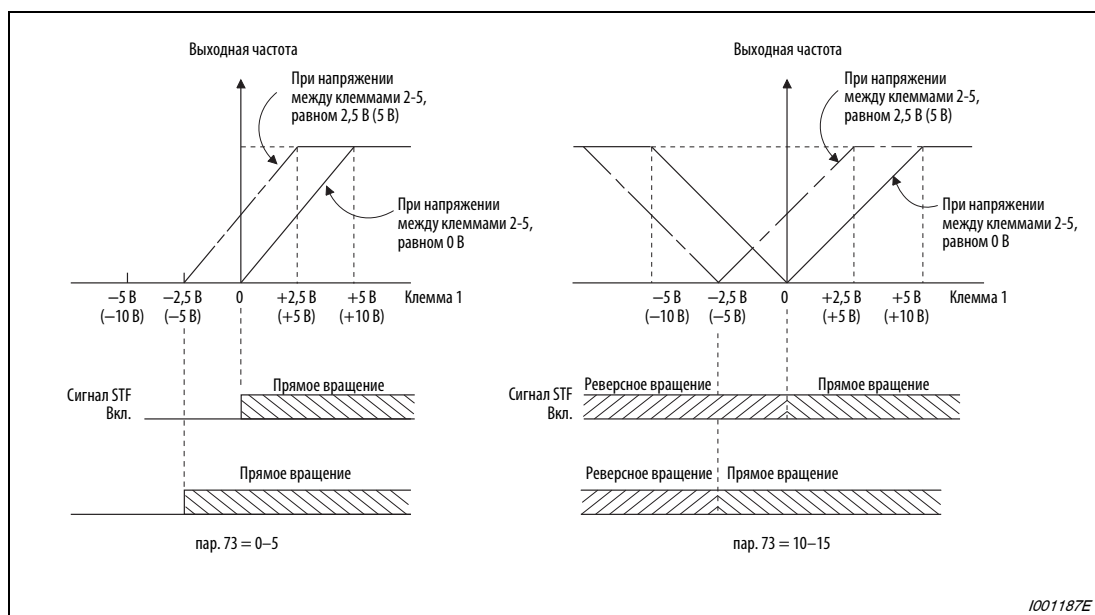 Выходная частота
При напряжении
между клеммами 2-5,
равном 2,5 В (5 В)
При напряжении
между клеммами 2-5,
равном 0 В
−5 В
(−10 В)
−2,5 В
(−5 В)
0
+2,5 В
(+5 В)
+5 В
(+10 В)
Клемма 1
Сигнал STF
Вкл.
Прямое вращение
Прямое вращение
пар. 73 = 0–5
Выходная частота
При напряжении
между клеммами 2-5,
равном 2,5 В (5 В)
При напряжении
между клеммами 2-5,
равном 0 В
−5 В
(−10 В)
−2,5 В
(−5 В)
0
+2,5 В
(+5 В)
+5 В
(+10 В)
Клемма 1
Сигнал STF
Вкл.
Реверсное вращение
Прямое вращение
Реверсное вращение
Прямое вращение
пар. 73 = 10–15
I001187E